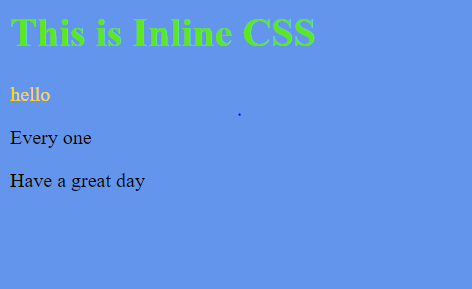 This is Inline CSS
hello
Every one
Have a great day